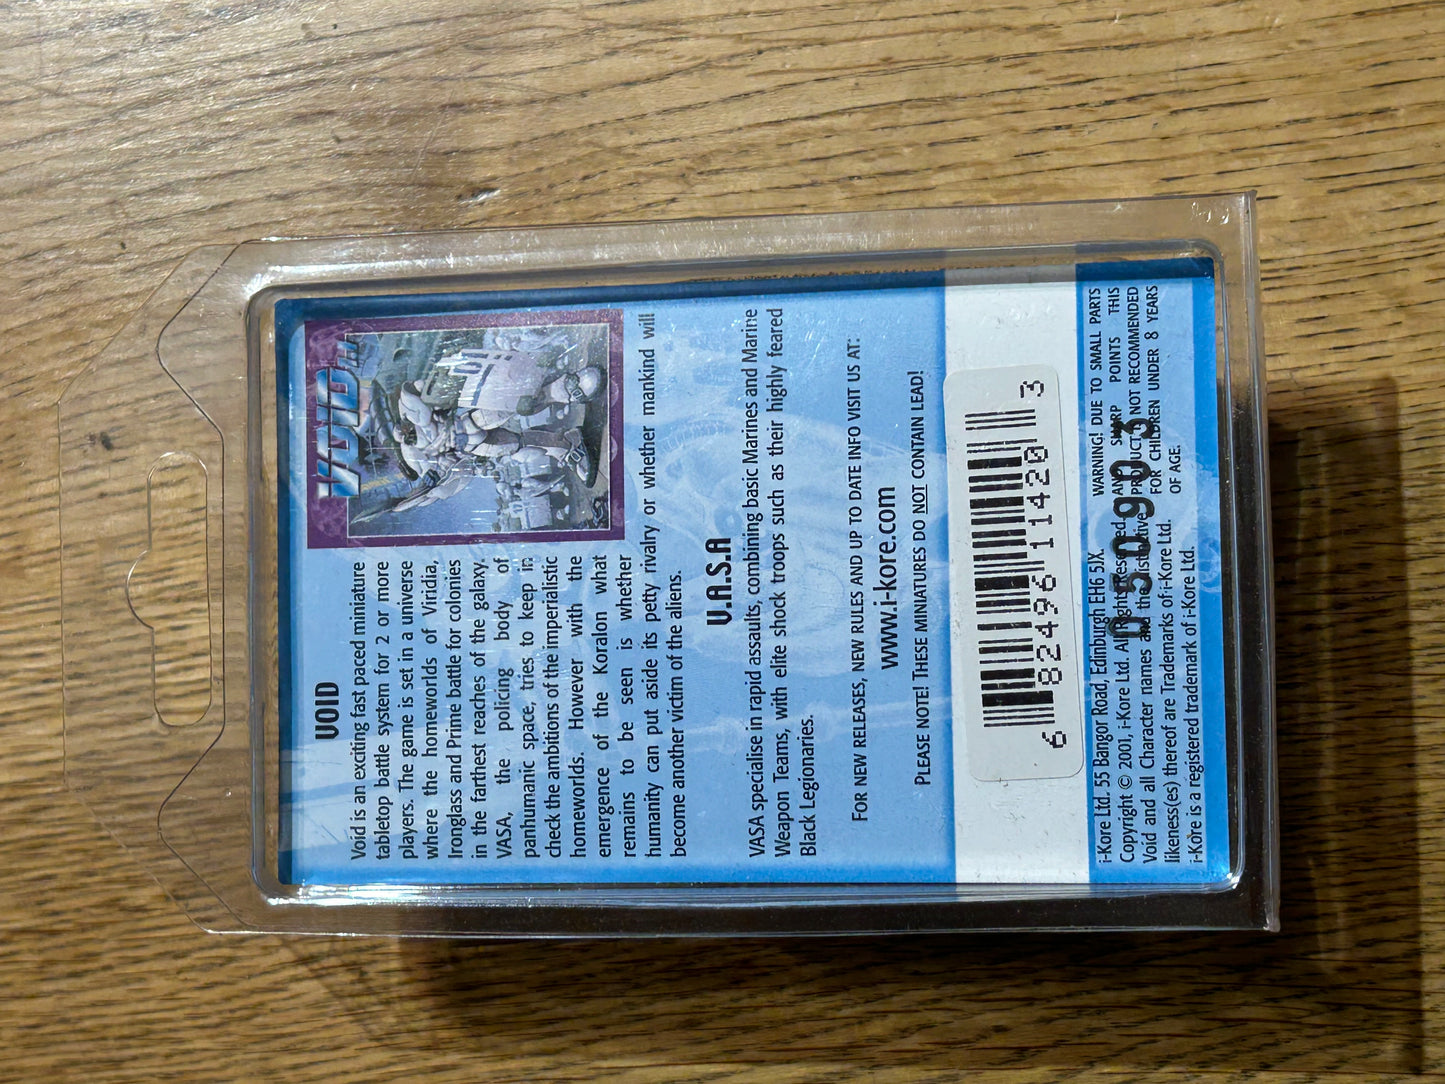 VOID
VOID
Void is an exciting fast paced miniature
tabletop battle system for 2 or more
players. The game is set in a universe
where the homeworlds of Viridia,
Ironglass and Prime battle for colonies
in the farthest reaches of the galaxy.
VASA, the policing body of
panhumanic space, tries to keep in
check the ambitions of the imperialistic
homeworlds. However with the
emergence of the Koralon what
remains to be seen is whether
humanity can put aside its petty rivalry or whether mankind will
become another victim of the aliens.
V.A.S.A
VASA specialise in rapid assaults, combining basic Marines and Marine
Weapon Teams, with elite shock troops such as their highly feared
Black Legionaries.
FOR NEW RELEASES, NEW RULES AND UP TO DATE INFO VISIT US AT:
www.i-kore.com
PLEASE NOTE! THESE MINIATURES DO NOT CONTAIN LEAD!
6 82496 11420 3
i-Kore Ltd. 55 Bangor Road, Edinburgh EH6 5JX.
Copyright © 2001, i-Kore Ltd. All Rights Reserved.
Void and all Character names and the distinctive
likeness(es) thereof are Trademarks of i-Kore Ltd.
i-Kore is a registered trademark of i-Kore Ltd.
WARNING! DUE TO SMALL PARTS
AND SHARP POINTS THIS
PRODUCT NOT RECOMMENDED
FOR CHILDREN UNDER 8 YEARS
OF AGE.